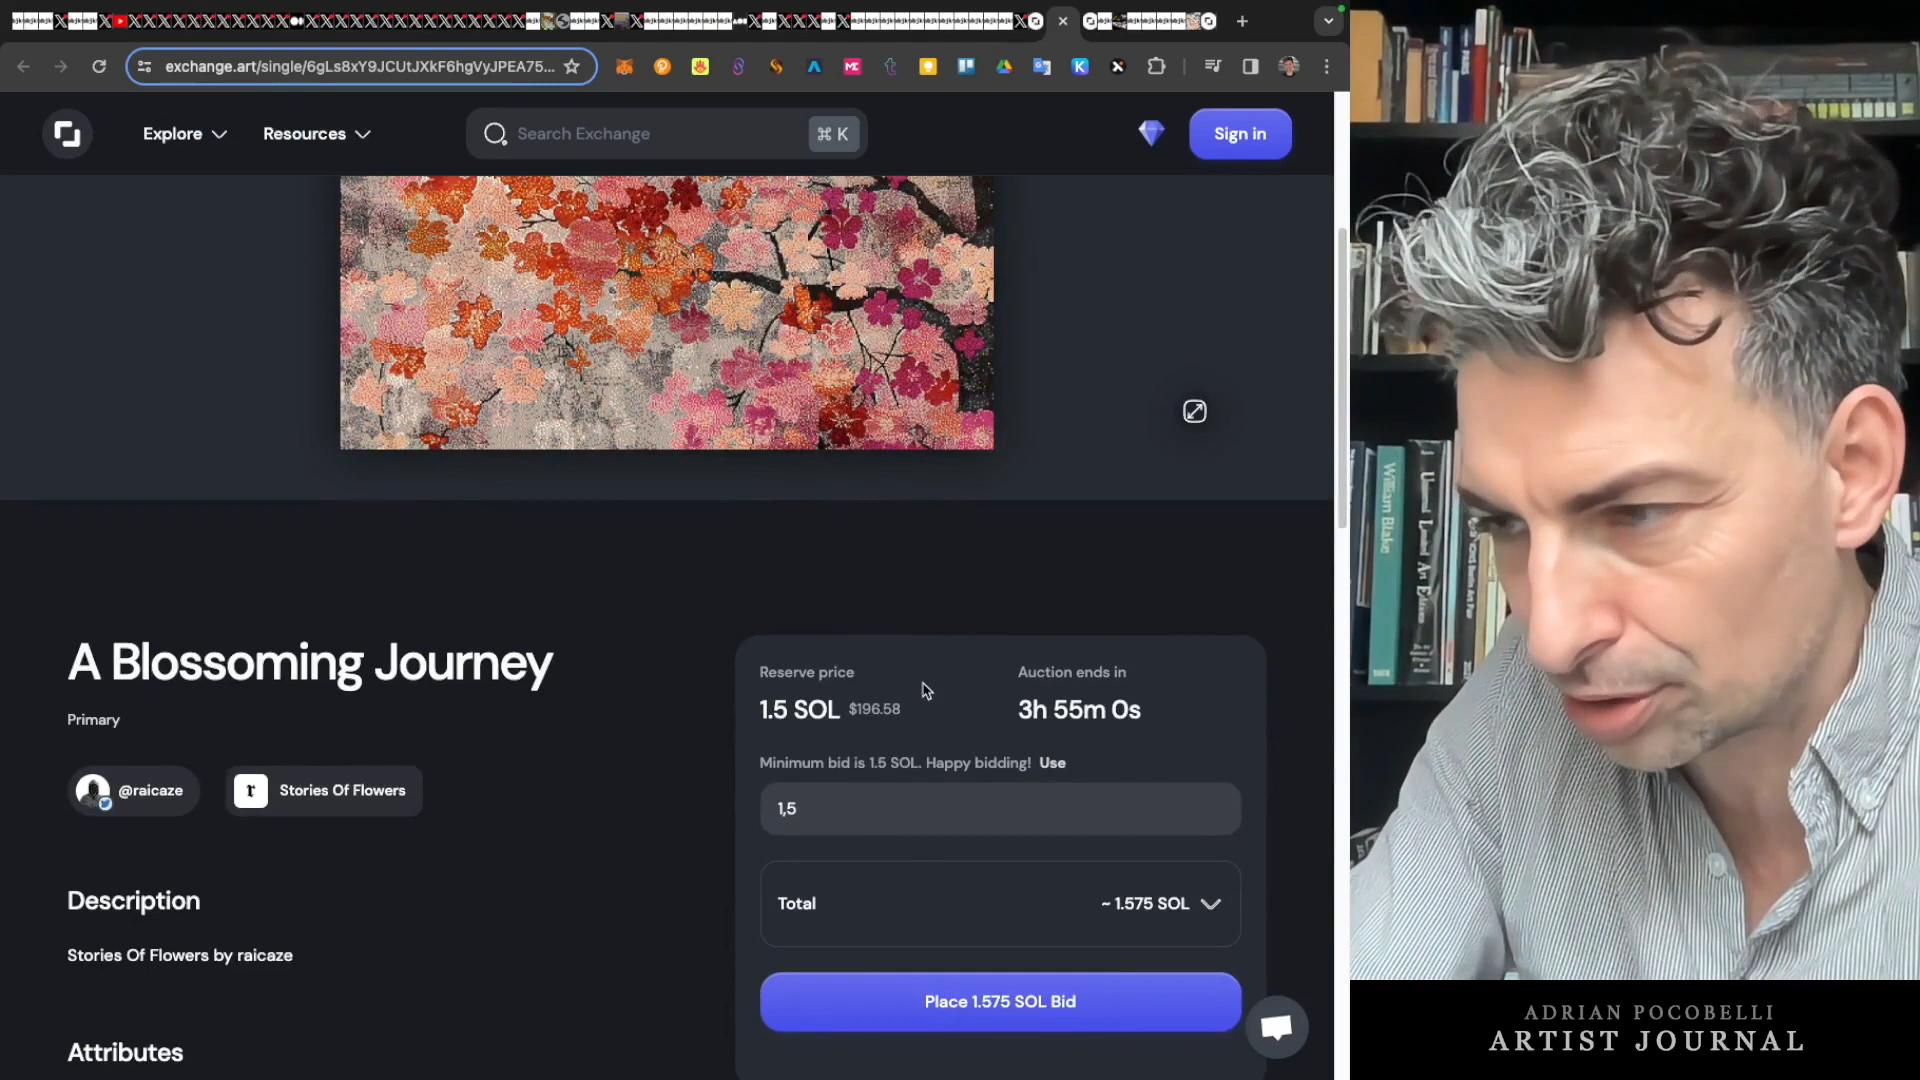 exchange.art/single/6gLs8xY9JCUtJXkF6hgVyJPEA75...
Explore
Resources
Search Exchange
⌘ K
Sign in
A Blossoming Journey
Primary
@raicaze
r
Stories Of Flowers
Description
Stories Of Flowers by raicaze
Attributes
Reserve price
1.5 SOL $196.58
Auction ends in
3h 55m 0s
Minimum bid is 1.5 SOL. Happy bidding! Use
1,5
Total
~ 1.575 SOL
Place 1.575 SOL Bid
William Blake
ADRIAN POCOBELLI
ARTIST JOURNAL